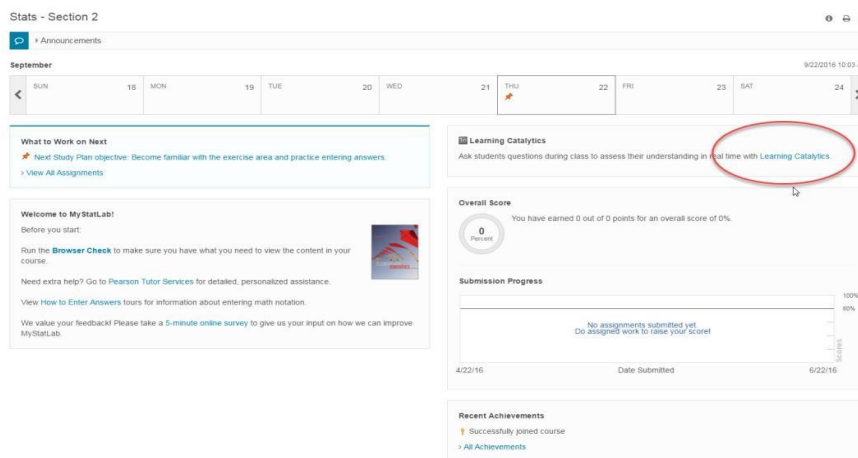 Stats - Section 2
Announcements
September
9/22/2016 10:03
SUN 18 MON 19 TUE 20 WED 21 THU 22 FRI 23 SAT 24
What to Work on Next
Next Study Plan objective: Become familiar with the exercise area and practice entering answers.
View All Assignments
Welcome to MyStatLab!
Before you start:
Run the Browser Check to make sure you have what you need to view the content in your
course.
Need extra help? Go to Pearson Tutor Services for detailed, personalized assistance.
View How to Enter Answers tours for information about entering math notation.
We value your feedback! Please take a 5-minute online survey to give us your input on how we can improve
MyStatLab.
Learning Catalytics
Ask students questions during class to assess their understanding in real time with Learning Catalytics.
Overall Score
0
Percent
You have earned 0 out of 0 points for an overall score of 0%.
Submission Progress
100%
80%
No assignments submitted yet.
Do assigned work to raise your score!
Scores
4/22/16 Date Submitted 6/22/16
Recent Achievements
Successfully joined course
All Achievements